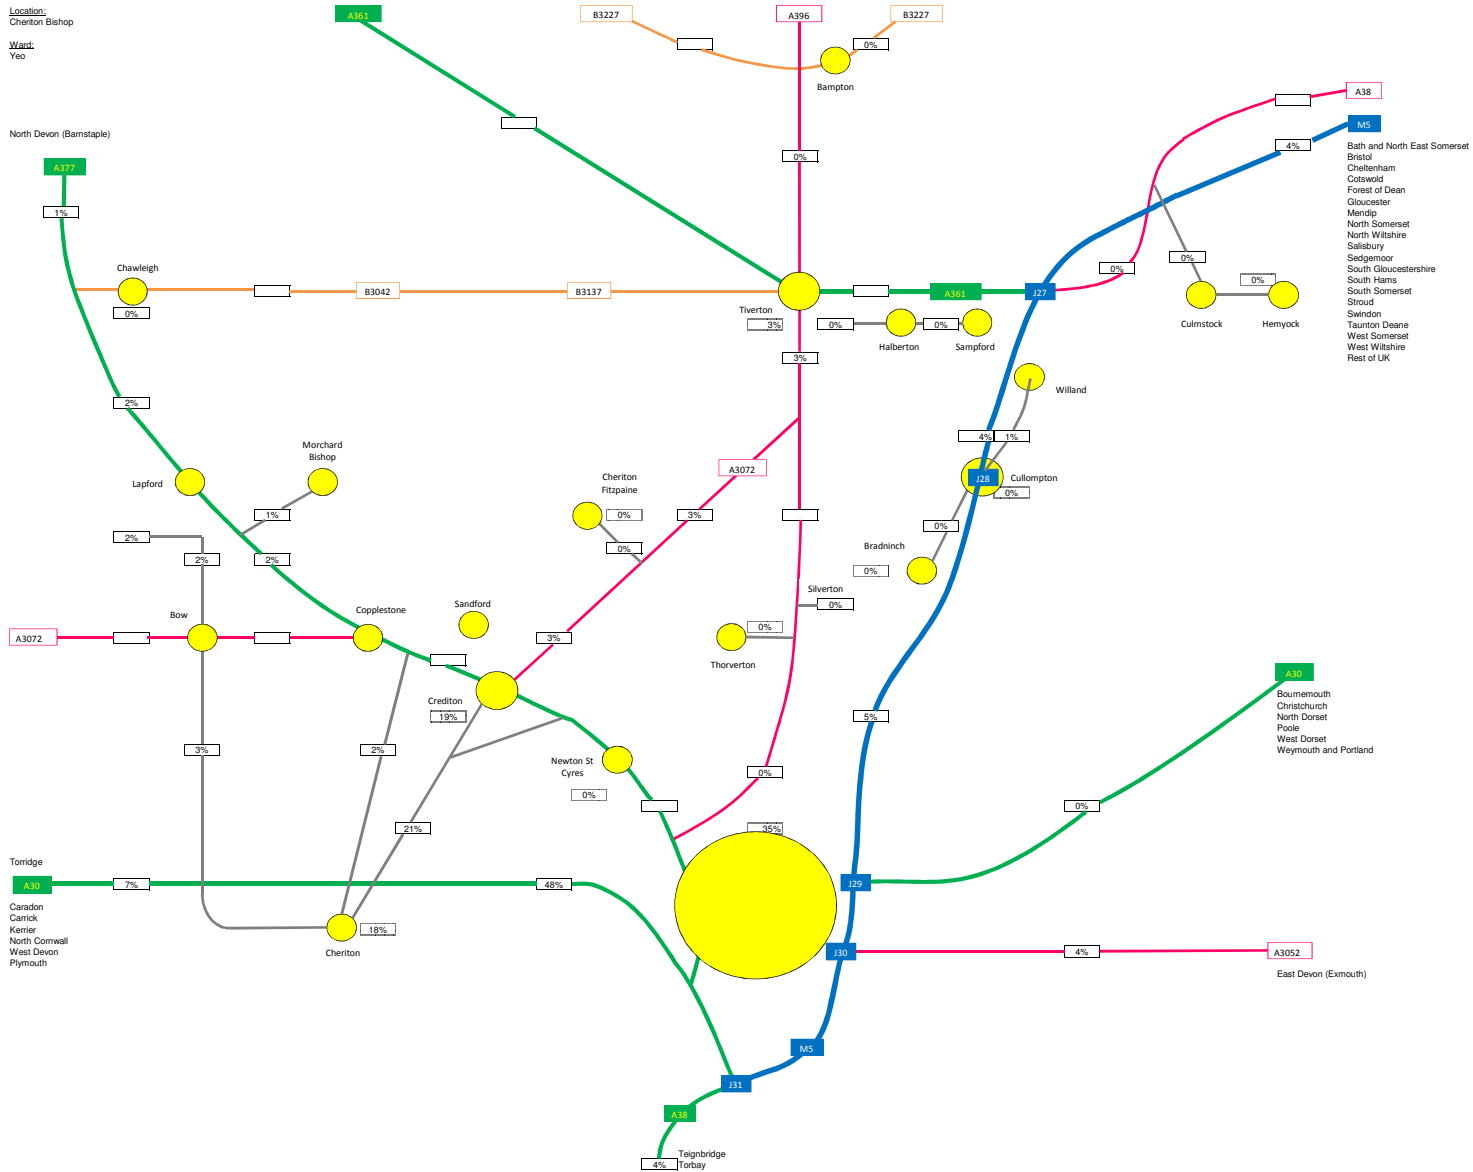 Location:
Cheriton Bishop
Ward:
Yeo
A361
B3227
A396
B3227
0%
Bampton
A38
M5
4%
North Devon (Barnstaple)
A377
1%
0%
Bath and North East Somerset
Bristol
Cheltenham
Cotswold
Forest of Dean
Gloucester
Mendip
North Somerset
North Wiltshire
Salisbury
Sedgemoor
South Gloucestershire
South Hams
South Somerset
Stroud
Swindon
Taunton Deane
West Somerset
West Wiltshire
Rest of UK
Chawleigh
0%
B3042
B3137
Tiverton
3%
A361
J27
0%
0%
0%
Culmstock
Hemyock
0%
Halberton
0%
Sampford
3%
Willand
2%
4%
1%
Morchard
Bishop
Lapford
A3072
Cheriton
Fitzpaine
0%
J28
Cullompton
0%
1%
3%
0%
2%
2%
2%
0%
Bradninch
0%
Silverton
0%
Bow
Copplestone
Sandford
A3072
3%
0%
Thorverton
A30
Bournemouth
Christchurch
North Dorset
Poole
West Dorset
Weymouth and Portland
Crediton
19%
5%
3%
2%
Newton St
Cyres
0%
0%
0%
21%
35%
Torridge
A30
7%
48%
J29
Caradon
Carrick
Kerrier
North Cornwall
West Devon
Plymouth
18%
Cheriton
J30
4%
A3052
East Devon (Exmouth)
M5
J31
A38
4%
Teignbridge
Torbay